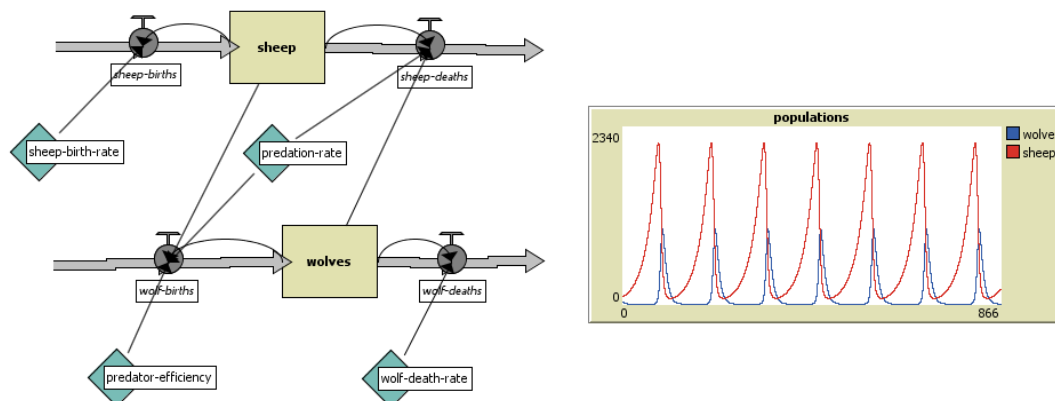 sheep
sheep-births
sheep-deaths
sheep-birth-rate
predation-rate
wolves
wolf-births
wolf-deaths
predator-efficiency
wolf-death-rate
populations
2340
0
0
866
wolve
sheep